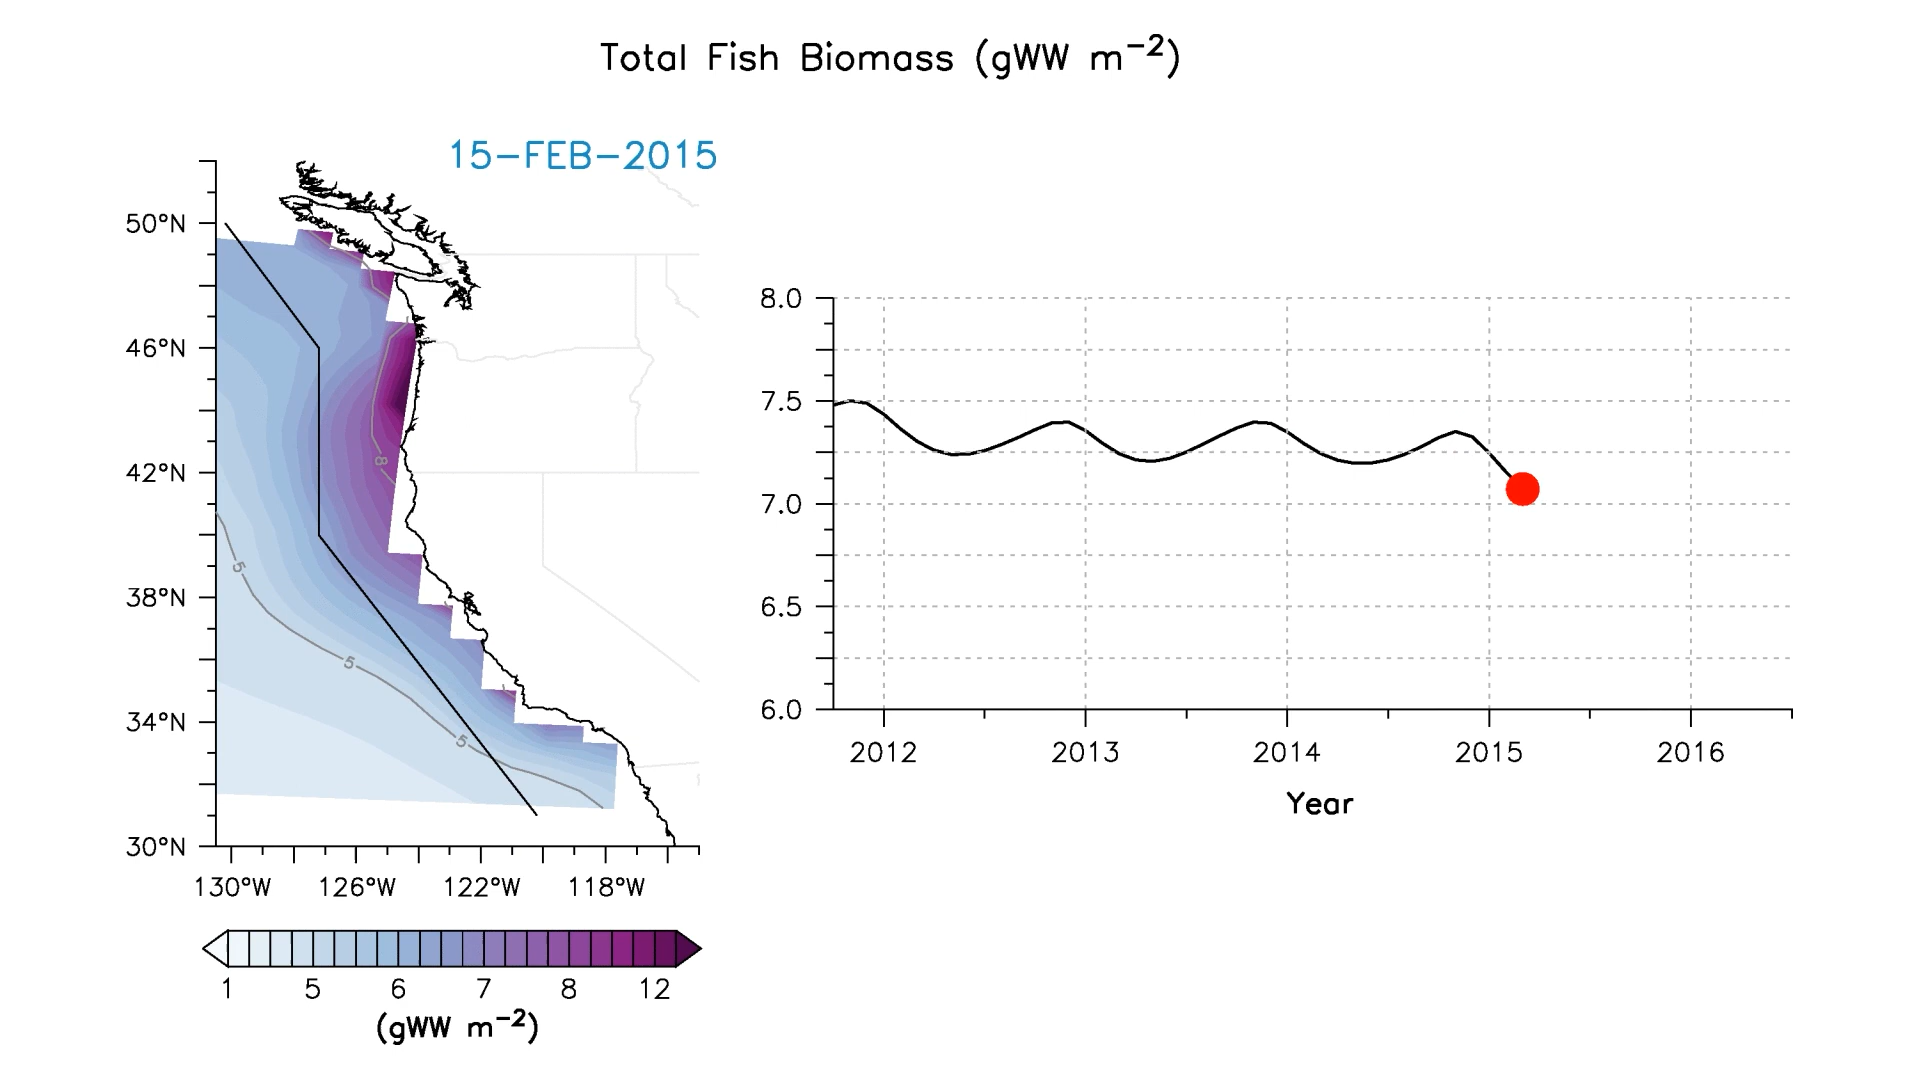 Total Fish Biomass (gWW m⁻²)
15-FEB-2015
50°N
46°N
42°N
38°N
34°N
30°N
130°W 126°W 122°W 118°W
8
5
5
5
1 5 6 7 8 12
(gWW m⁻²)
8.0
7.5
7.0
6.5
6.0
2012 2013 2014 2015 2016
Year